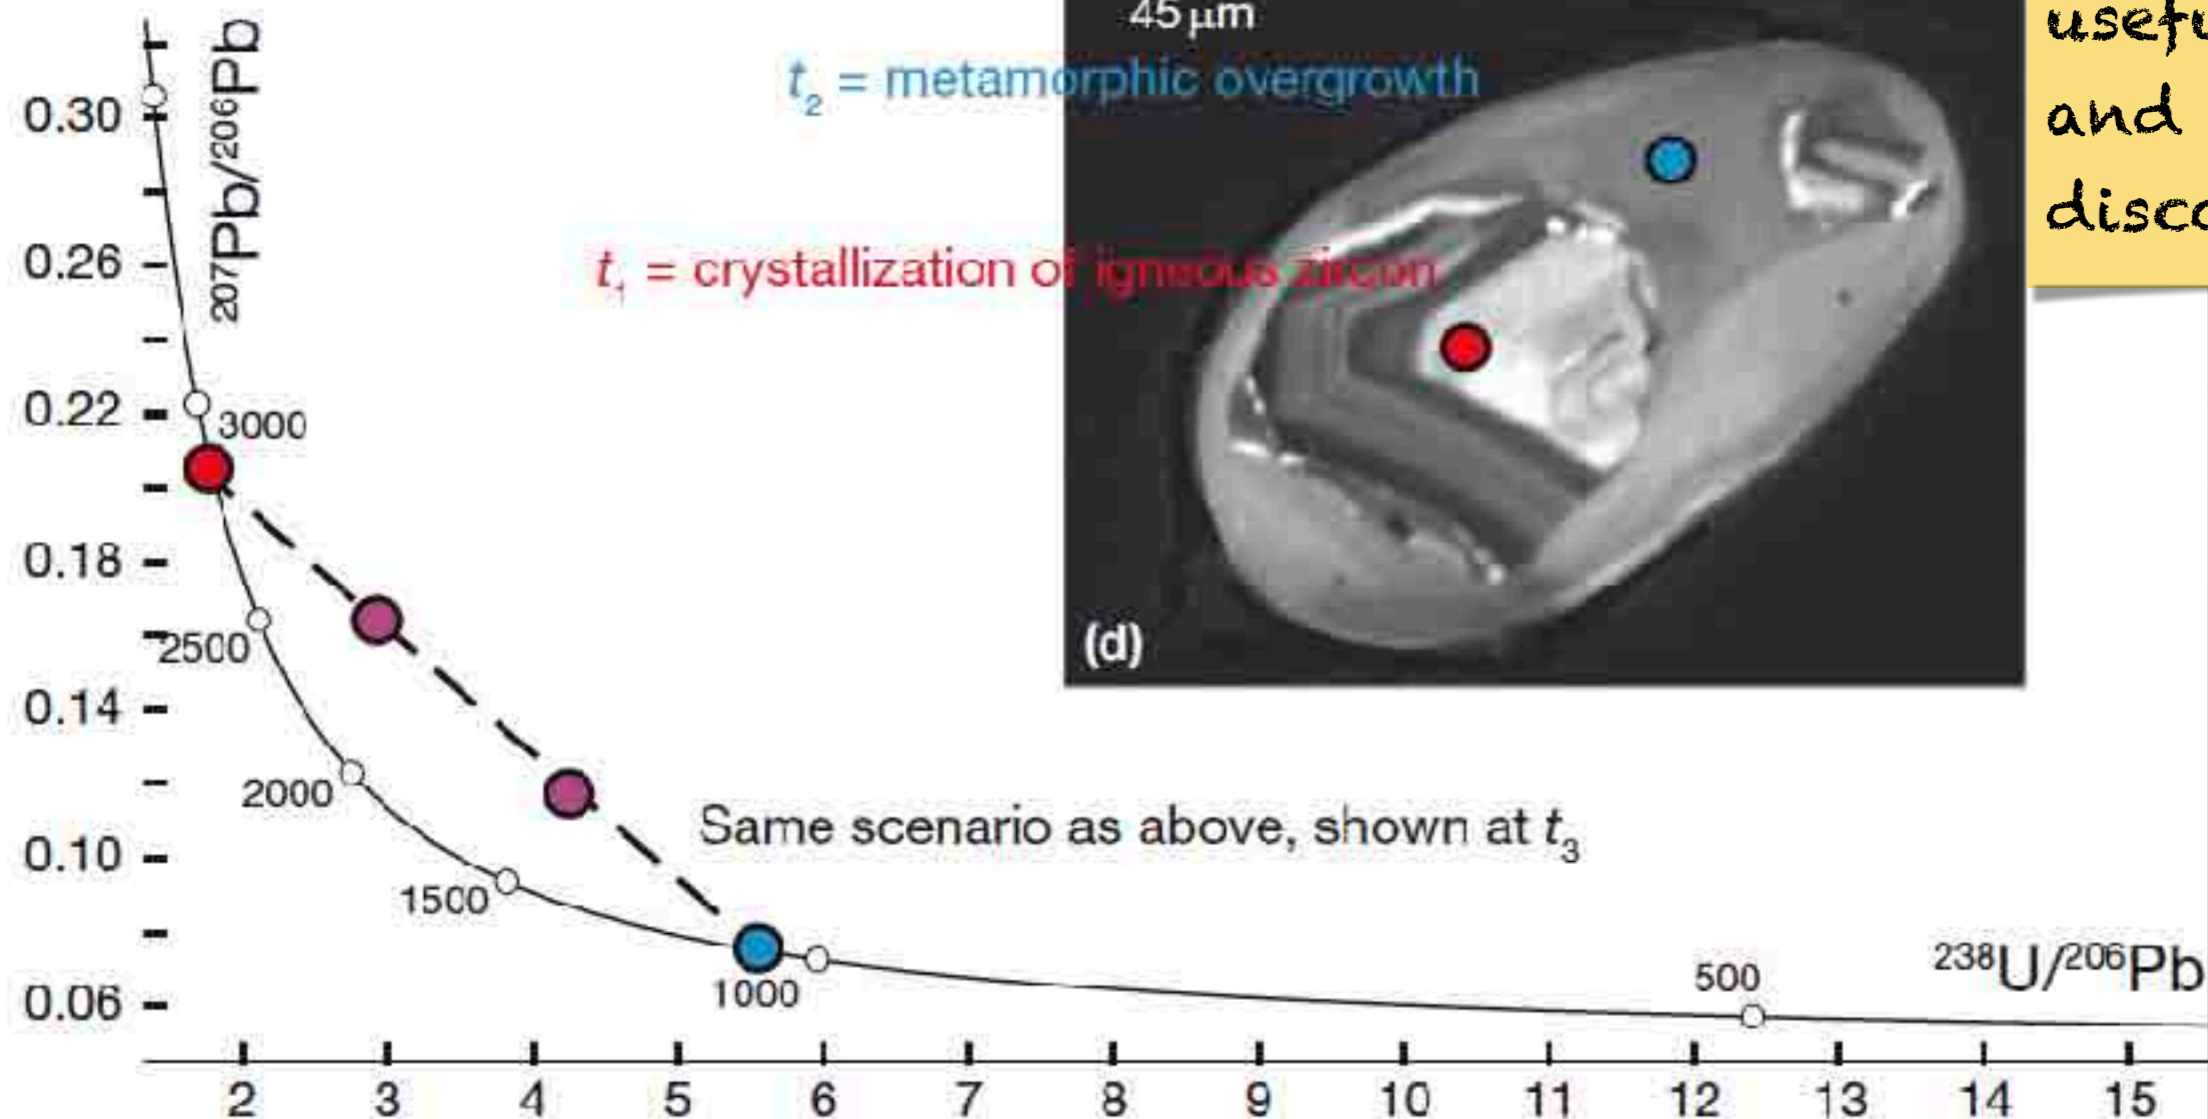 45 μm
usefu
and
disco
t₂ = metamorphic overgrowth
t₁ = crystallization of igneous zircon
(d)
²⁰⁷Pb/²⁰⁶Pb
0.30
0.26
0.22
0.18
0.14
0.10
0.06
3000
2500
2000
1500
1000
500
Same scenario as above, shown at t₃
²³⁸U/²⁰⁶Pb
2 3 4 5 6 7 8 9 10 11 12 13 14 15